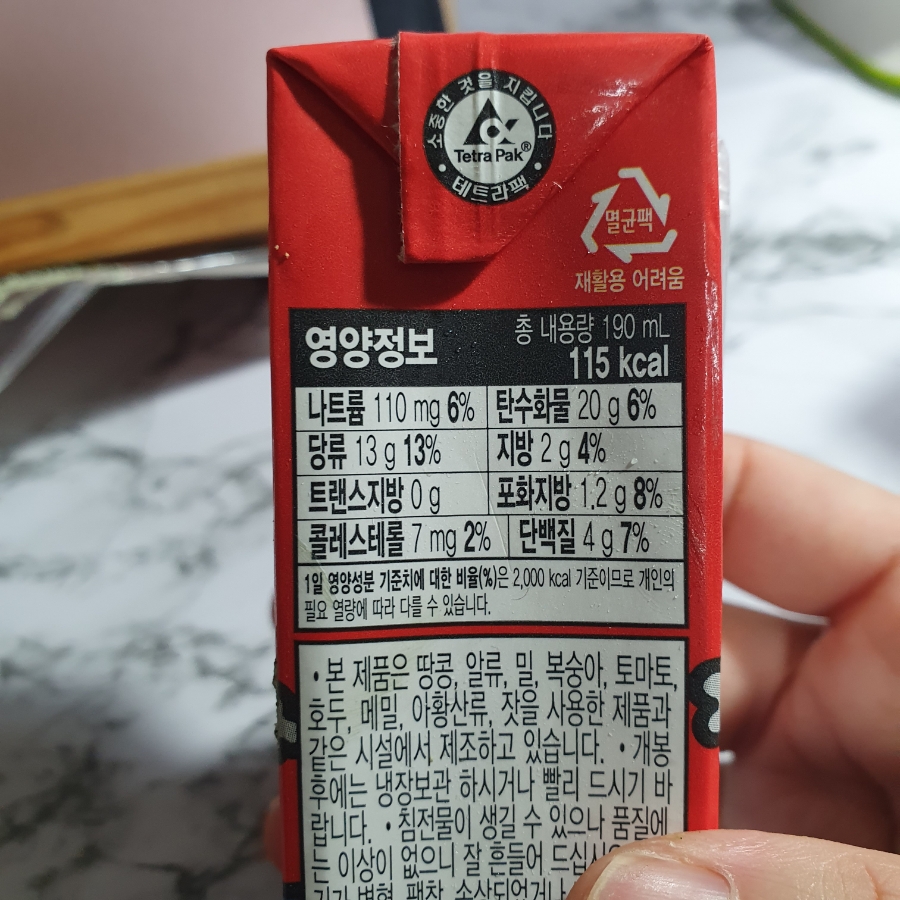 소중한 것을 지킵니다
Tetra Pak®
테트라팩
멸균팩
재활용 어려움
영양정보
총 내용량 190 mL
115 kcal
나트륨 110 mg 6% 탄수화물 20 g 6%
당류 13 g 13% 지방 2 g 4%
트랜스지방 0 g 포화지방 1.2 g 8%
콜레스테롤 7 mg 2% 단백질 4 g 7%
1일 영양성분 기준치에 대한 비율(%)은 2,000 kcal 기준이므로 개인의
필요 열량에 따라 다를 수 있습니다.
• 본 제품은 땅콩, 알류, 밀, 복숭아, 토마토,
호두, 메밀, 아황산류, 잣을 사용한 제품과
같은 시설에서 제조하고 있습니다. • 개봉
후에는 냉장보관 하시거나 빨리 드시기 바
랍니다. • 침전물이 생길 수 있으나 품질에
는 이상이 없으니 잘 흔들어